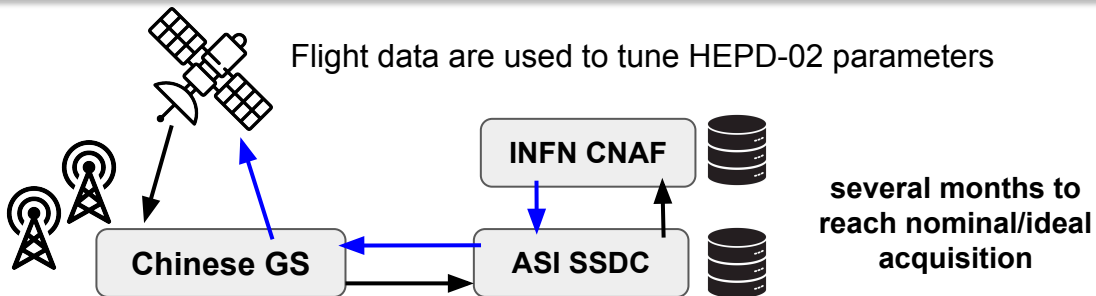 Flight data are used to tune HEPD-02 parameters
INFN CNAF
several months to
reach nominal/ideal
acquisition
Chinese GS
ASI SSDC